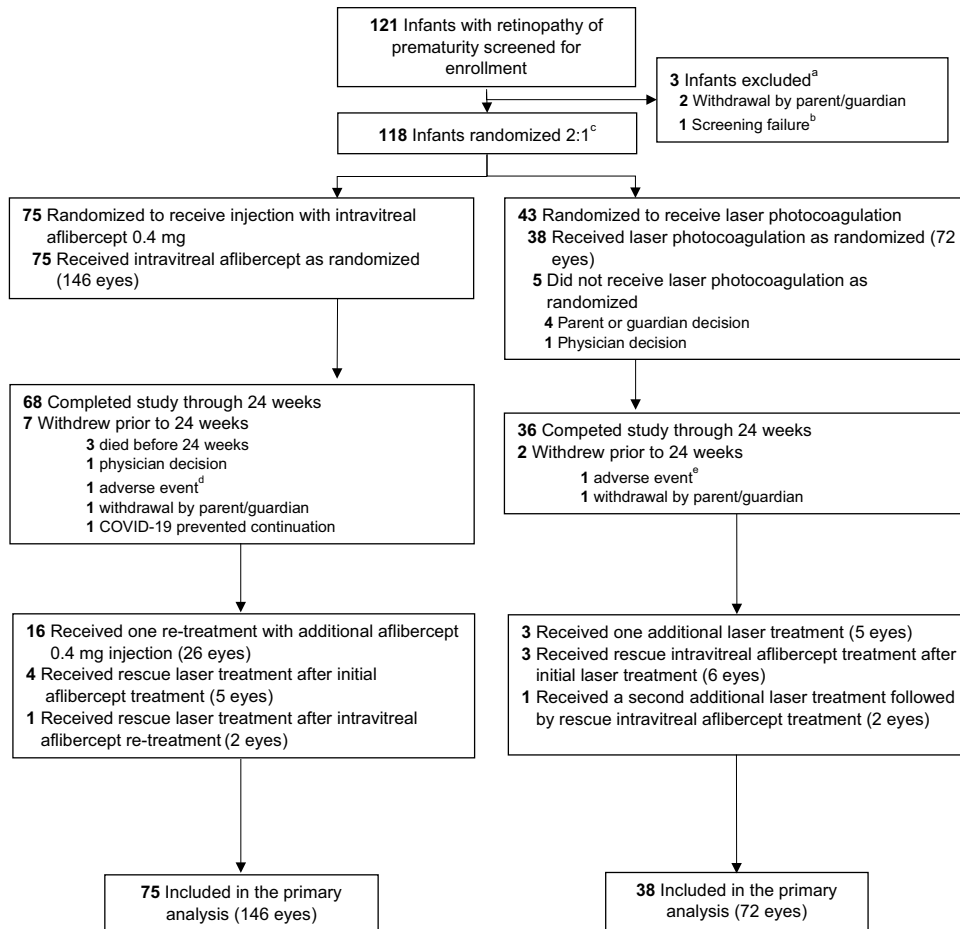 121 Infants with retinopathy of
prematurity screened for
enrollment
3 Infants excluded a
2 Withdrawal by parent/guardian
1 Screening failure b
118 Infants randomized 2:1 c
75 Randomized to receive injection with intravitreal
aflibercept 0.4 mg
75 Received intravitreal aflibercept as randomized
(146 eyes)
43 Randomized to receive laser photocoagulation
38 Received laser photocoagulation as randomized (72
eyes)
5 Did not receive laser photocoagulation as
randomized
4 Parent or guardian decision
1 Physician decision
68 Completed study through 24 weeks
7 Withdrew prior to 24 weeks
3 died before 24 weeks
1 physician decision
1 adverse event d
1 withdrawal by parent/guardian
1 COVID-19 prevented continuation
36 Competed study through 24 weeks
2 Withdrew prior to 24 weeks
1 adverse event e
1 withdrawal by parent/guardian
16 Received one re-treatment with additional aflibercept
0.4 mg injection (26 eyes)
4 Received rescue laser treatment after initial
aflibercept treatment (5 eyes)
1 Received rescue laser treatment after intravitreal
aflibercept re-treatment (2 eyes)
3 Received one additional laser treatment (5 eyes)
3 Received rescue intravitreal aflibercept treatment after
initial laser treatment (6 eyes)
1 Received a second additional laser treatment followed
by rescue intravitreal aflibercept treatment (2 eyes)
75 Included in the primary
analysis (146 eyes)
38 Included in the primary
analysis (72 eyes)